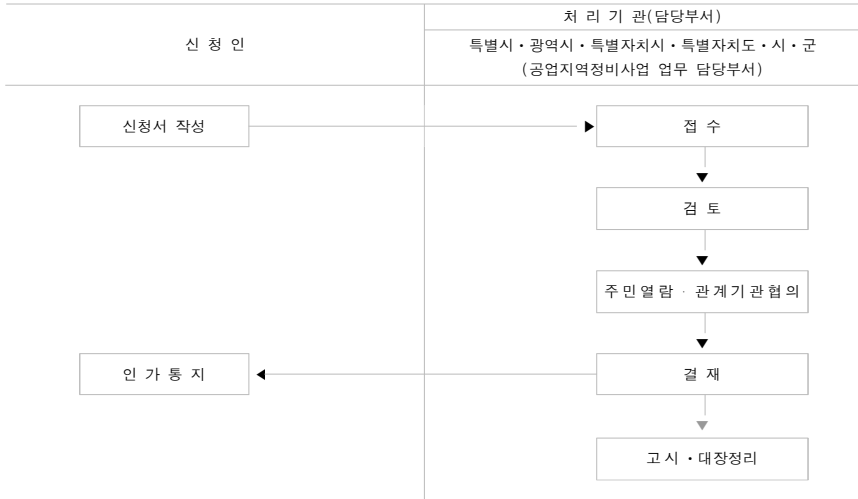 신 청 인
처 리 기 관(담당부서)
특별시・광역시・특별자치시・특별자치도・시・군
(공업지역정비사업 업무 담당부서)
신청서 작성
접 수
검 토
주민열람 · 관계기관협의
인 가 통 지
결 재
고시・대장정리